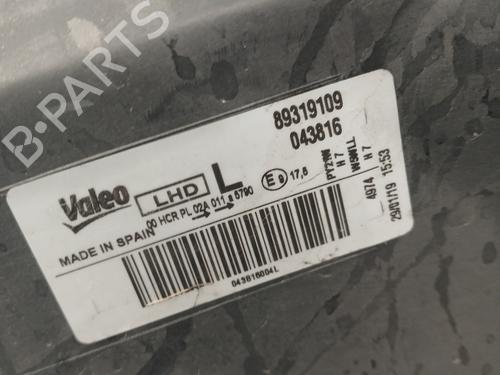 B-PARTS
89319109
043816
Valeo
LHD
L
E9
17,5
PY21W
H7
W5WLL
H7
4974
29/01/19 15:53
00 HCR PL 02A 011 a 0790
MADE IN SPAIN
043816004L